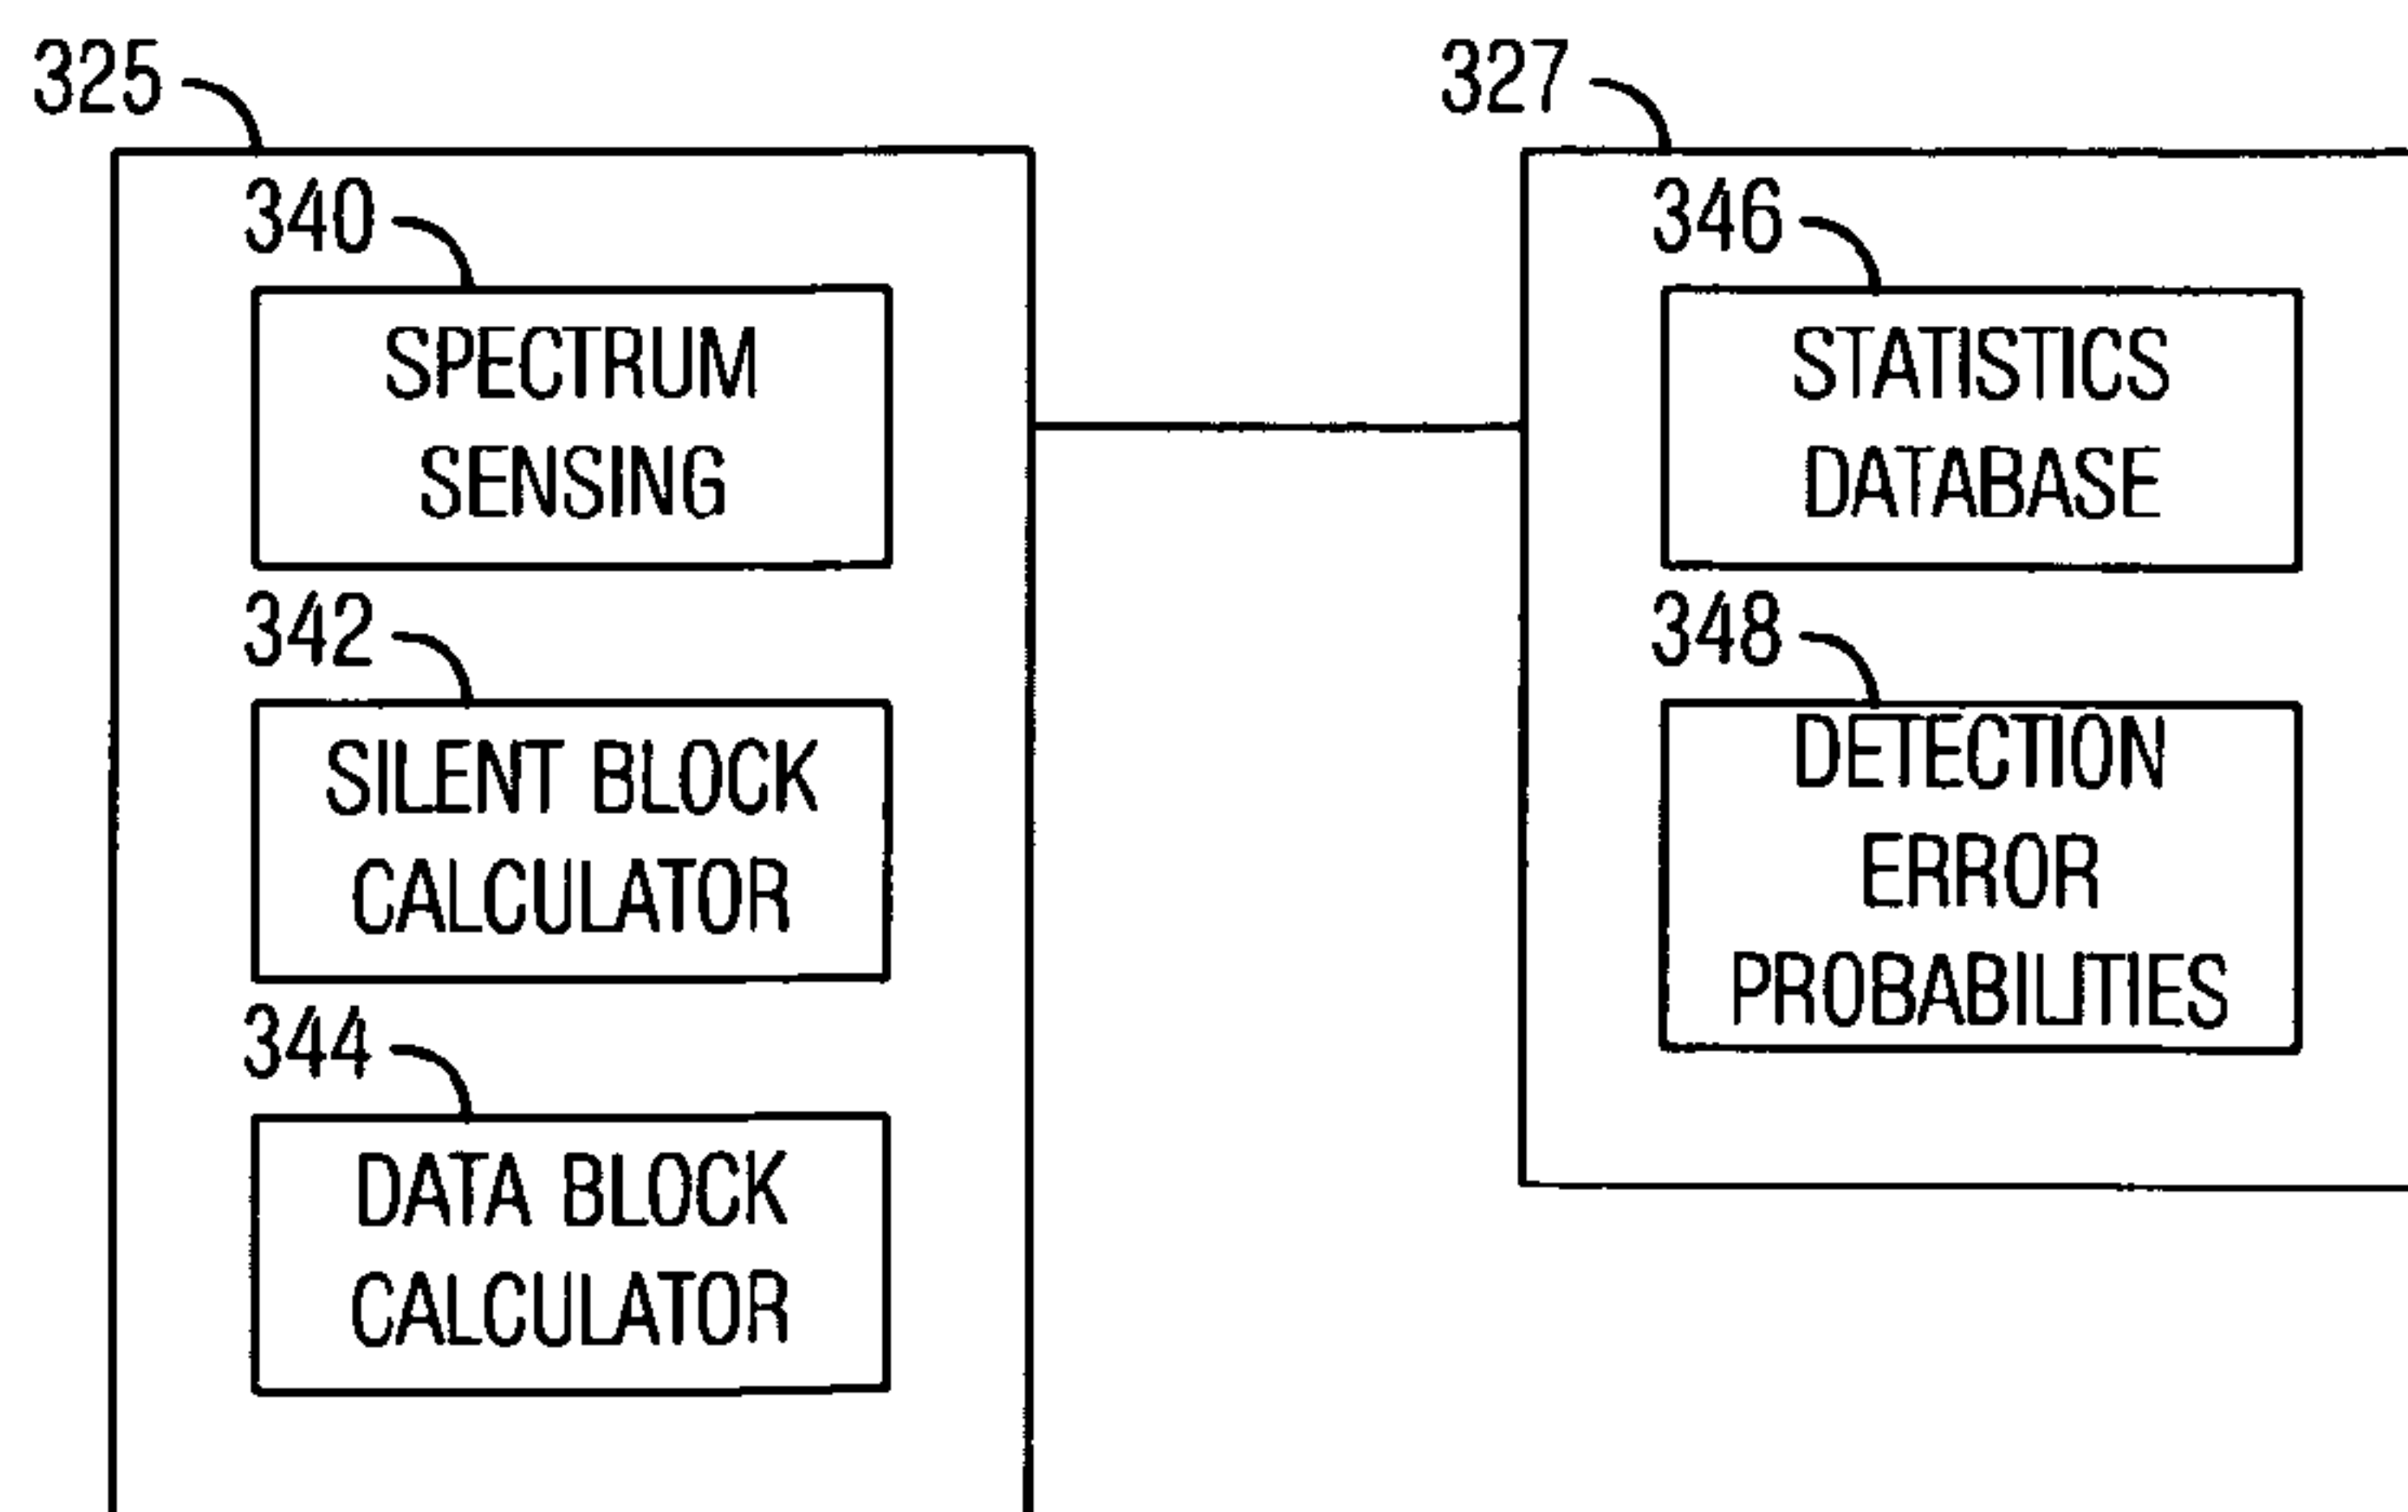 325
340
SPECTRUM
SENSING
342
SILENT BLOCK
CALCULATOR
344
DATA BLOCK
CALCULATOR
327
346
STATISTICS
DATABASE
348
DETECTION
ERROR
PROBABILITIES